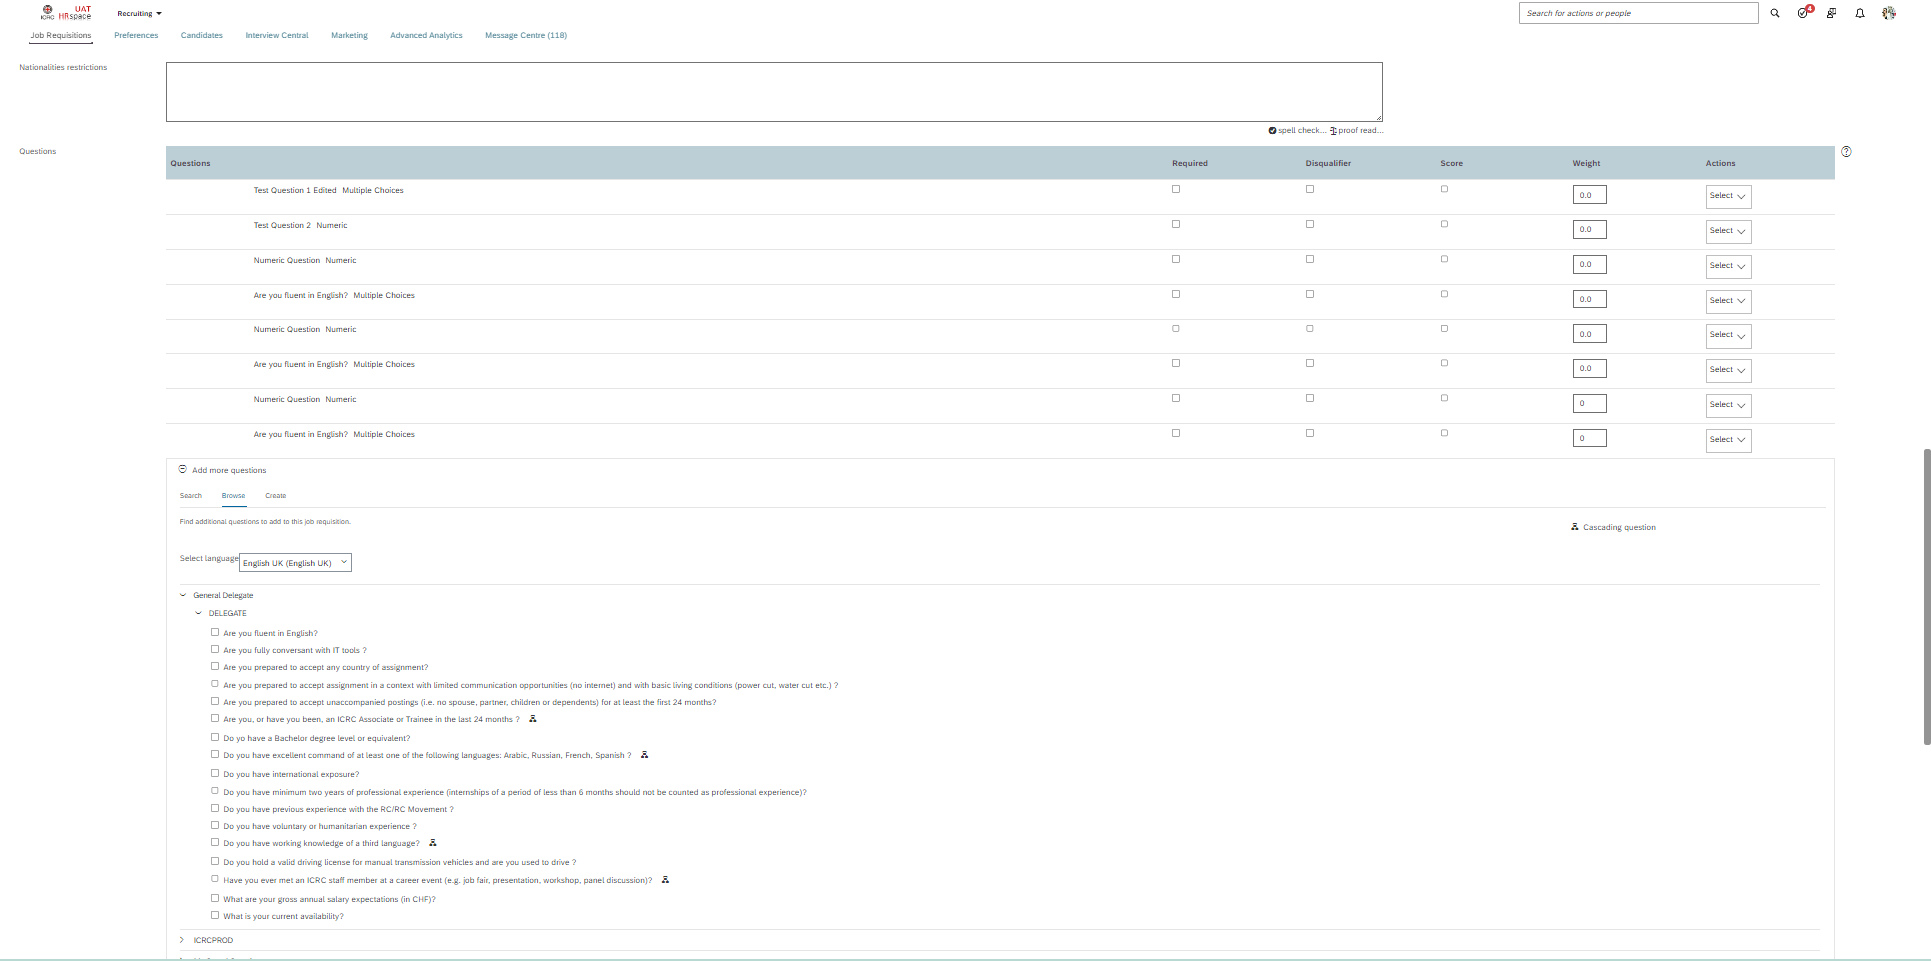 UAT
ICRC HRspace
Recruiting
Search for actions or people
4
Job Requisitions Preferences Candidates Interview Central Marketing Advanced Analytics Message Centre (118)
Nationalities restrictions
spell check... proof read...
Questions
Questions Required Disqualifier Score Weight Actions
Test Question 1 Edited Multiple Choices 0.0 Select
Test Question 2 Numeric 0.0 Select
Numeric Question Numeric 0.0 Select
Are you fluent in English? Multiple Choices 0.0 Select
Numeric Question Numeric 0.0 Select
Are you fluent in English? Multiple Choices 0.0 Select
Numeric Question Numeric 0 Select
Are you fluent in English? Multiple Choices 0 Select
Add more questions
Search Browse Create
Find additional questions to add to this job requisition.
Cascading question
Select language English UK (English UK)
General Delegate
DELEGATE
Are you fluent in English?
Are you fully conversant with IT tools ?
Are you prepared to accept any country of assignment?
Are you prepared to accept assignment in a context with limited communication opportunities (no internet) and with basic living conditions (power cut, water cut etc.) ?
Are you prepared to accept unaccompanied postings (i.e. no spouse, partner, children or dependents) for at least the first 24 months?
Are you, or have you been, an ICRC Associate or Trainee in the last 24 months ?
Do yo have a Bachelor degree level or equivalent?
Do you have excellent command of at least one of the following languages: Arabic, Russian, French, Spanish ?
Do you have international exposure?
Do you have minimum two years of professional experience (internships of a period of less than 6 months should not be counted as professional experience)?
Do you have previous experience with the RC/RC Movement ?
Do you have voluntary or humanitarian experience ?
Do you have working knowledge of a third language?
Do you hold a valid driving license for manual transmission vehicles and are you used to drive ?
Have you ever met an ICRC staff member at a career event (e.g. job fair, presentation, workshop, panel discussion)?
What are your gross annual salary expectations (in CHF)?
What is your current availability?
ICRCPROD